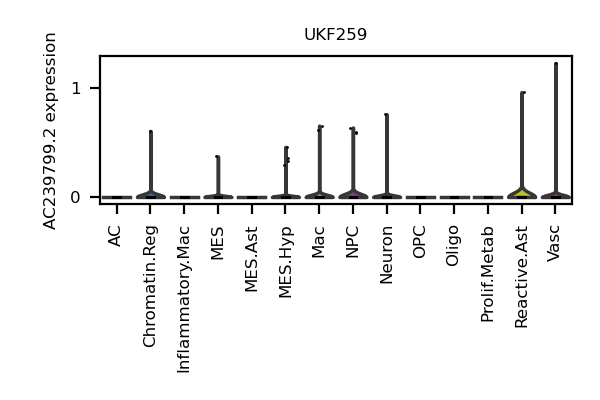 UKF259
AC239799.2 expression
1
0
AC
Chromatin.Reg
Inflammatory.Mac
MES
MES.Ast
MES.Hyp
Mac
NPC
Neuron
OPC
Oligo
Prolif.Metab
Reactive.Ast
Vasc